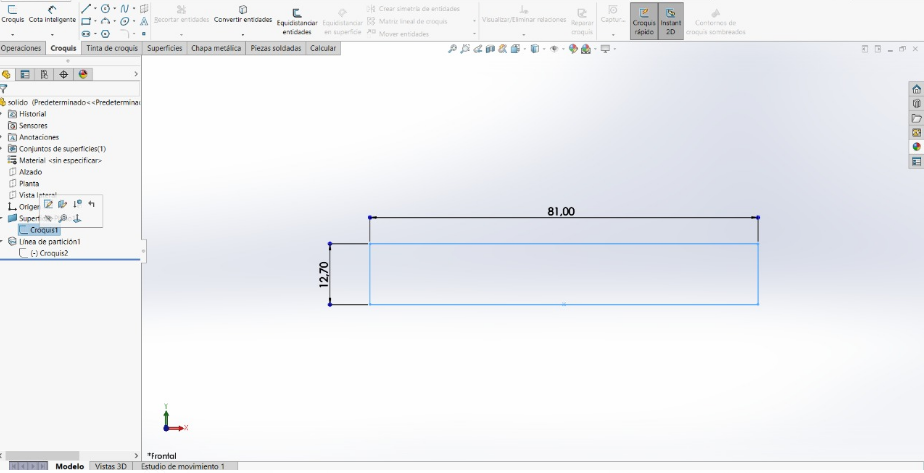 Croquis
Cota inteligente
Recortar entidades
Convertir entidades
Equidistanciar entidades
Equidistanciar en superficie
Crear simetría de entidades
Matriz lineal de croquis
Mover entidades
Visualizar/Eliminar relaciones
Reparar croquis
Captur...
Croquis rápido
Instant 2D
Contornos de croquis sombreados
Operaciones
Croquis
Tinta de croquis
Superficies
Chapa metálica
Piezas soldadas
Calcular
solido (Predeterminado<<Predetermina
Historial
Sensores
Anotaciones
Conjuntos de superficies(1)
Material <sin especificar>
Alzado
Planta
Vista lateral
Origen
Superf
Croquis1
Línea de partición1
(-) Croquis2
81,00
12,70
Y
X
*Frontal
Modelo
Vistas 3D
Estudio de movimiento 1